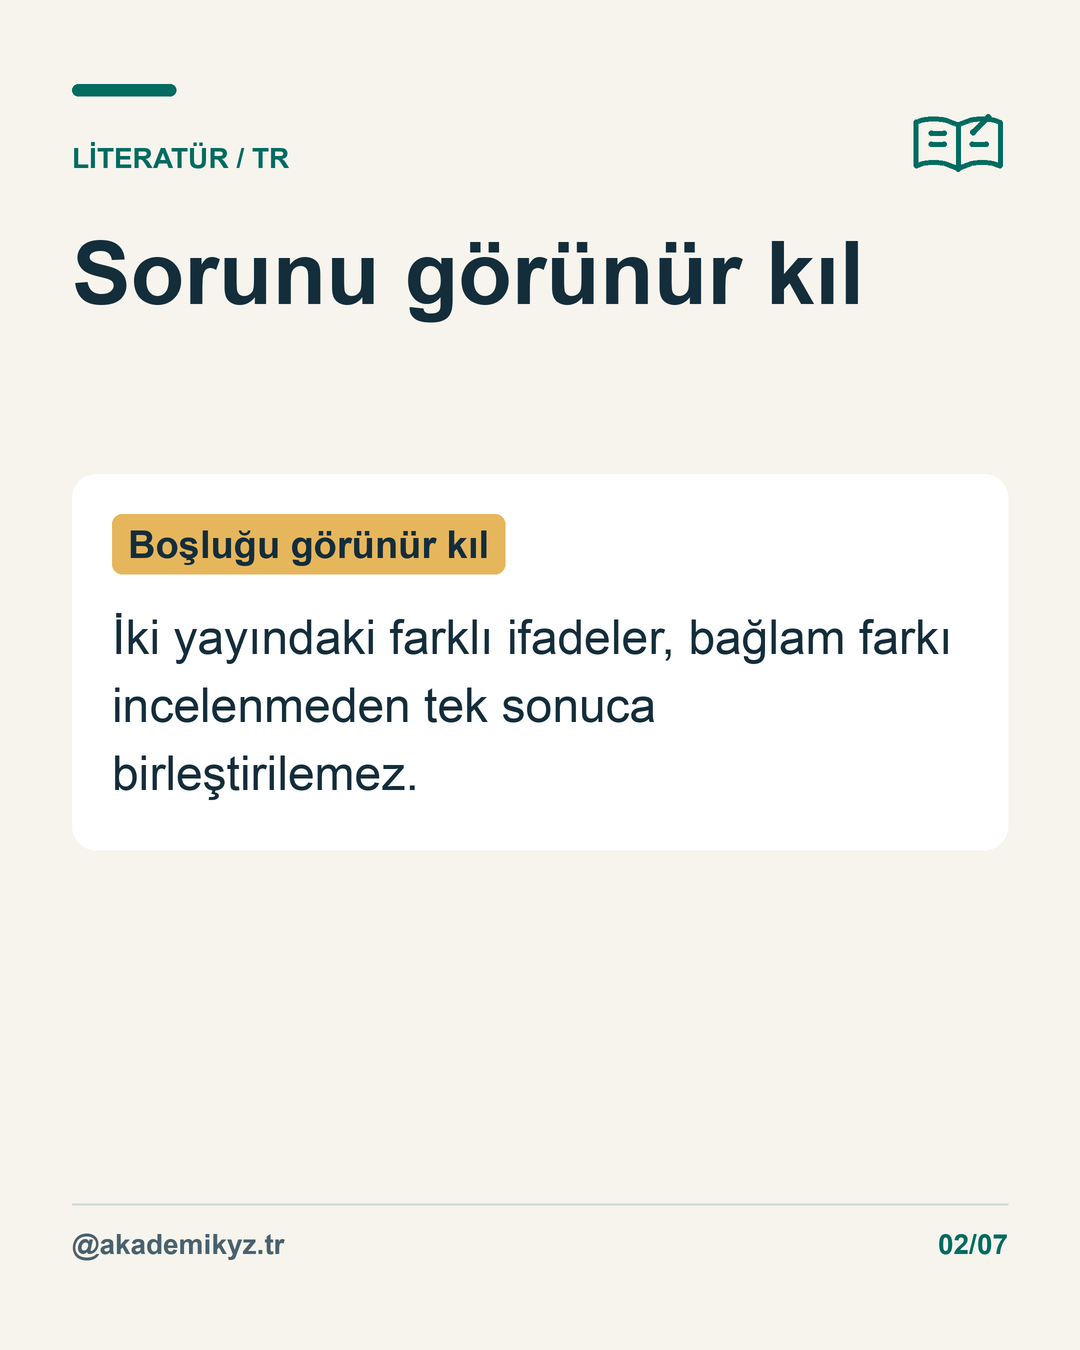 LİTERATÜR / TR
Sorunu görünür kıl
Boşluğu görünür kıl
İki yayındaki farklı ifadeler, bağlam farkı
incelenmeden tek sonuca
birleştirilemez.
@akademikyz.tr
02/07